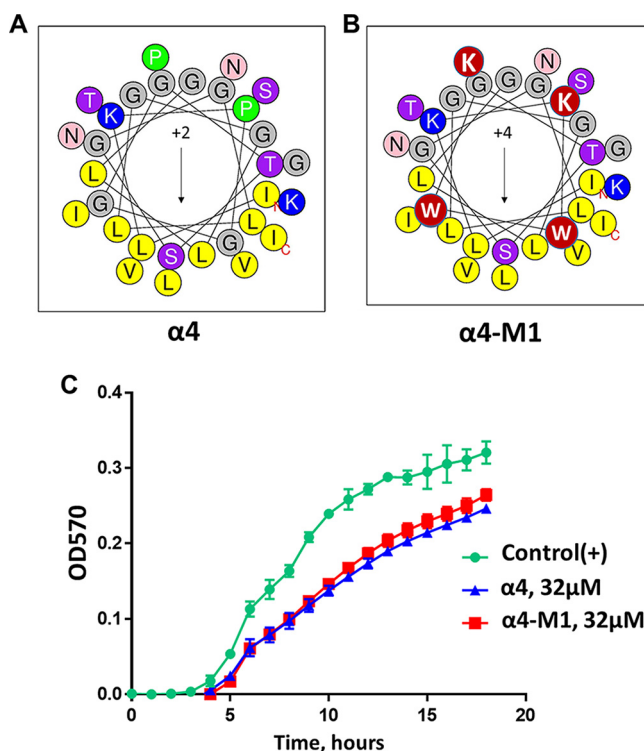 A
P
N
G G G G S
T K P
N G +2 G
T G
L
I N K
I G
L L I C
L S L G
V L V
α4
B
K
N
G G G G S
T K K
N G +4 G
T G
L
I N K
I W
L L I C
L S L W
V L V
α4-M1
C
0.4
0.3
0.2
0.1
0.0
OD570
0 5 10 15 20
Time, hours
Control(+)
α4, 32μM
α4-M1, 32μM